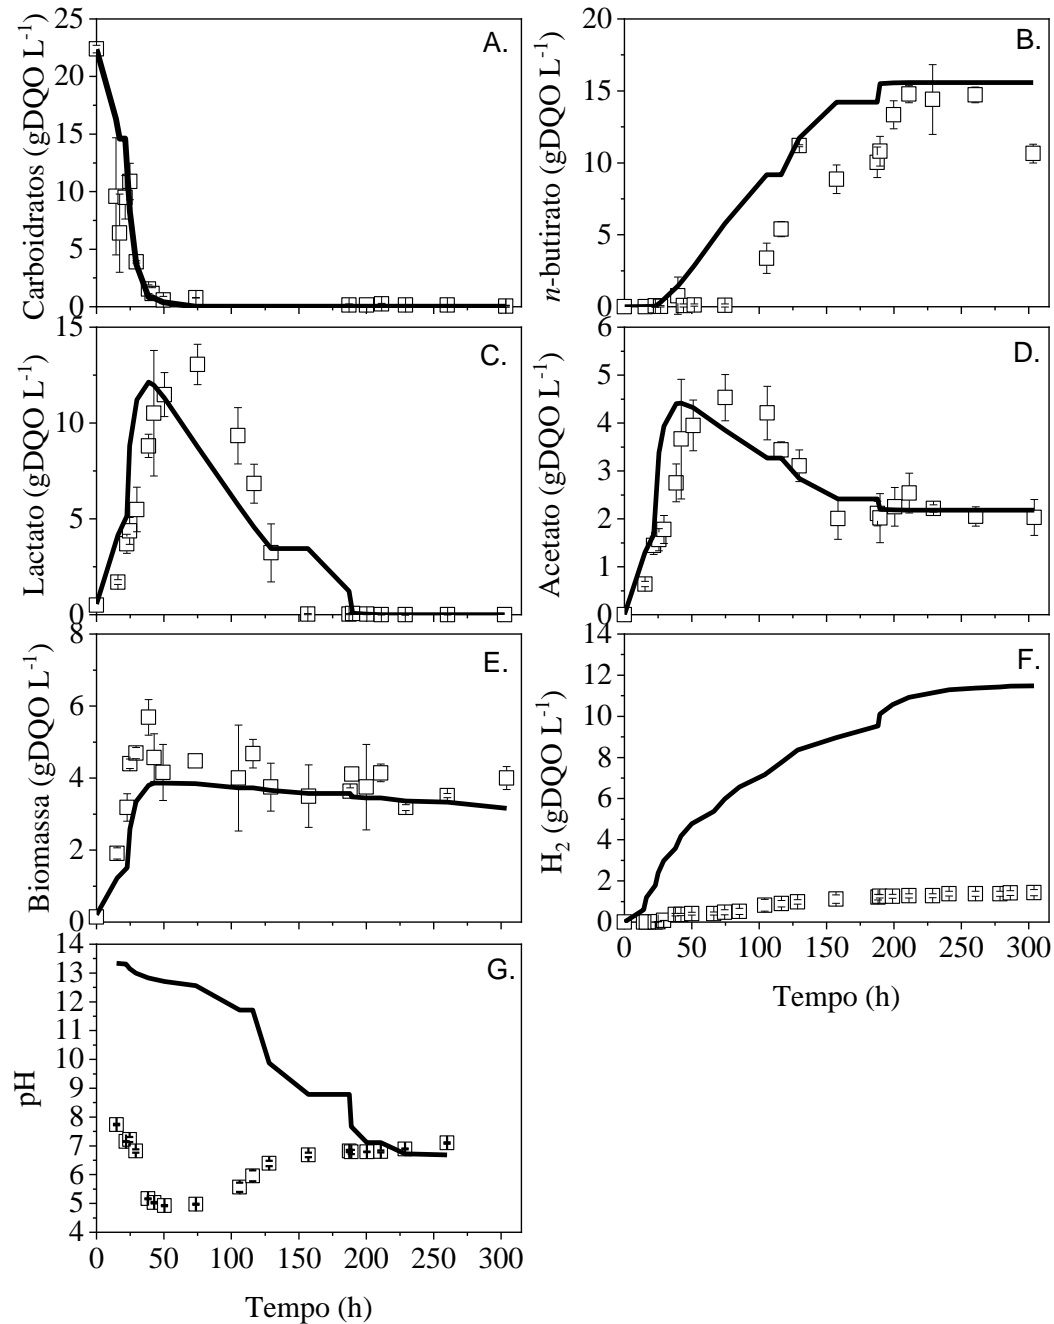 A.
Carboidratos (gDQO L-1)
25
20
15
10
5
0
B.
n-butirato (gDQO L-1)
20
15
10
5
0
C.
Lactato (gDQO L-1)
15
10
5
0
D.
Acetato (gDQO L-1)
6
5
4
3
2
1
0
E.
Biomassa (gDQO L-1)
8
6
4
2
0
F.
H2 (gDQO L-1)
14
12
10
8
6
4
2
0
0 50 100 150 200 250 300
Tempo (h)
G.
pH
14
13
12
11
10
9
8
7
6
5
4
0 50 100 150 200 250 300
Tempo (h)